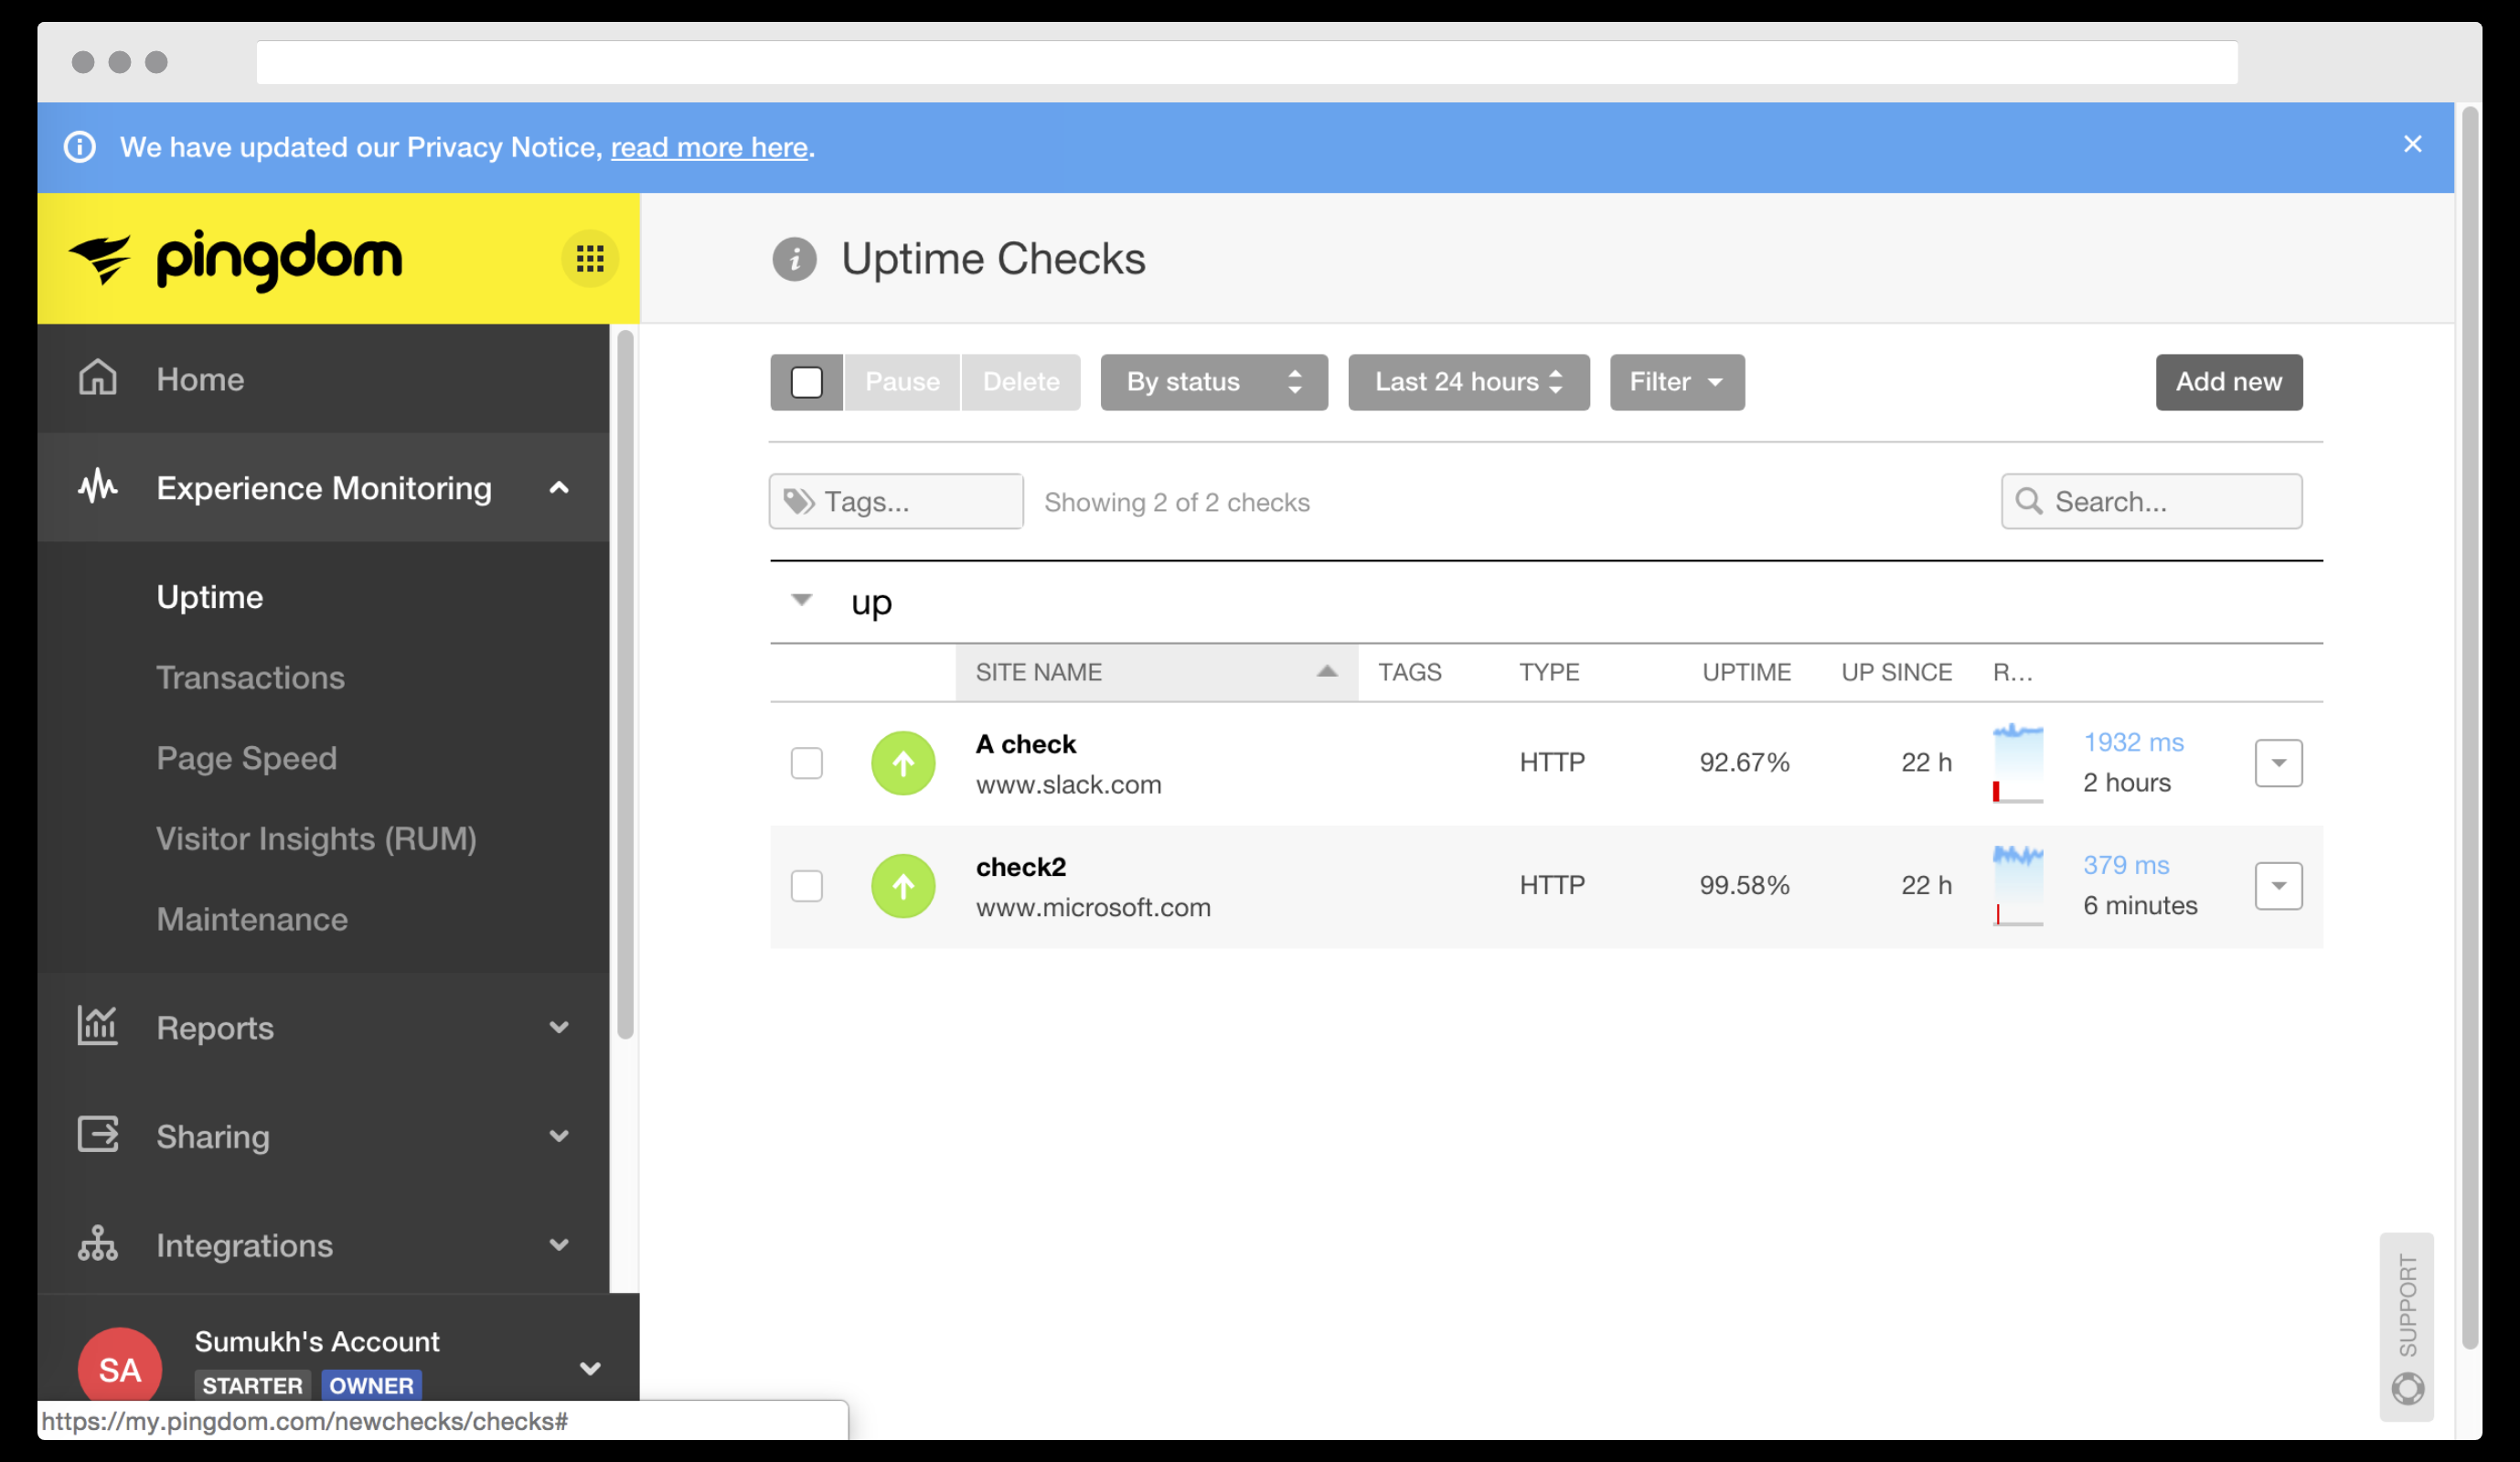 We have updated our Privacy Notice, read more here.
pingdom
Uptime Checks
Home
Experience Monitoring
Uptime
Transactions
Page Speed
Visitor Insights (RUM)
Maintenance
Reports
Sharing
Integrations
Sumukh's Account
SA
STARTER OWNER
https://my.pingdom.com/newchecks/checks#
Pause Delete By status Last 24 hours Filter Add new
Tags... Showing 2 of 2 checks Search...
up
SITE NAME TAGS TYPE UPTIME UP SINCE R...
A check
www.slack.com
HTTP 92.67% 22 h
1932 ms
2 hours
check2
www.microsoft.com
HTTP 99.58% 22 h
379 ms
6 minutes
SUPPORT